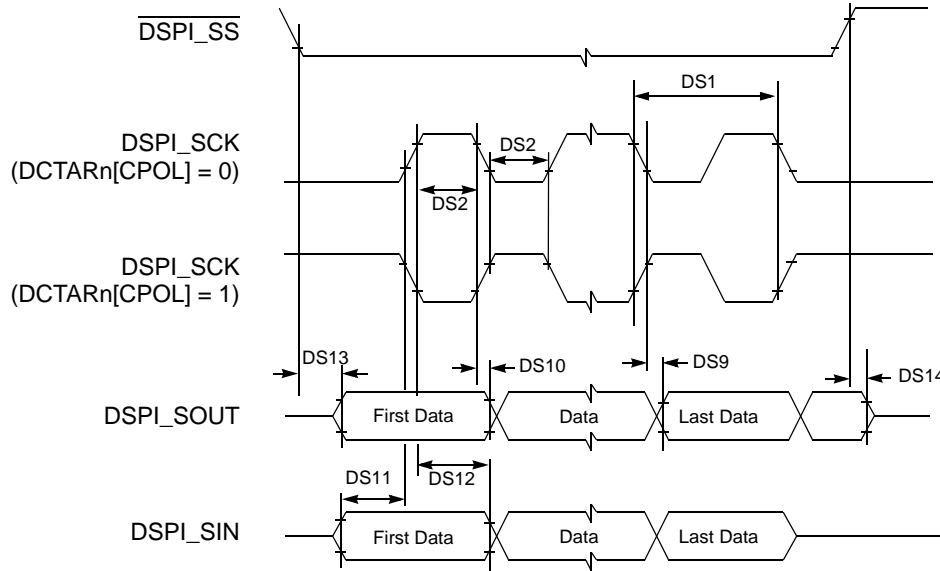 DSPI_SS
DS1
DSPI_SCK
(DCTARn[CPOL] = 0)
DS2
DS2
DSPI_SCK
(DCTARn[CPOL] = 1)
DS13
DS10
DS9
DS14
DSPI_SOUT
First Data
Data
Last Data
DS11
DS12
DSPI_SIN
First Data
Data
Last Data